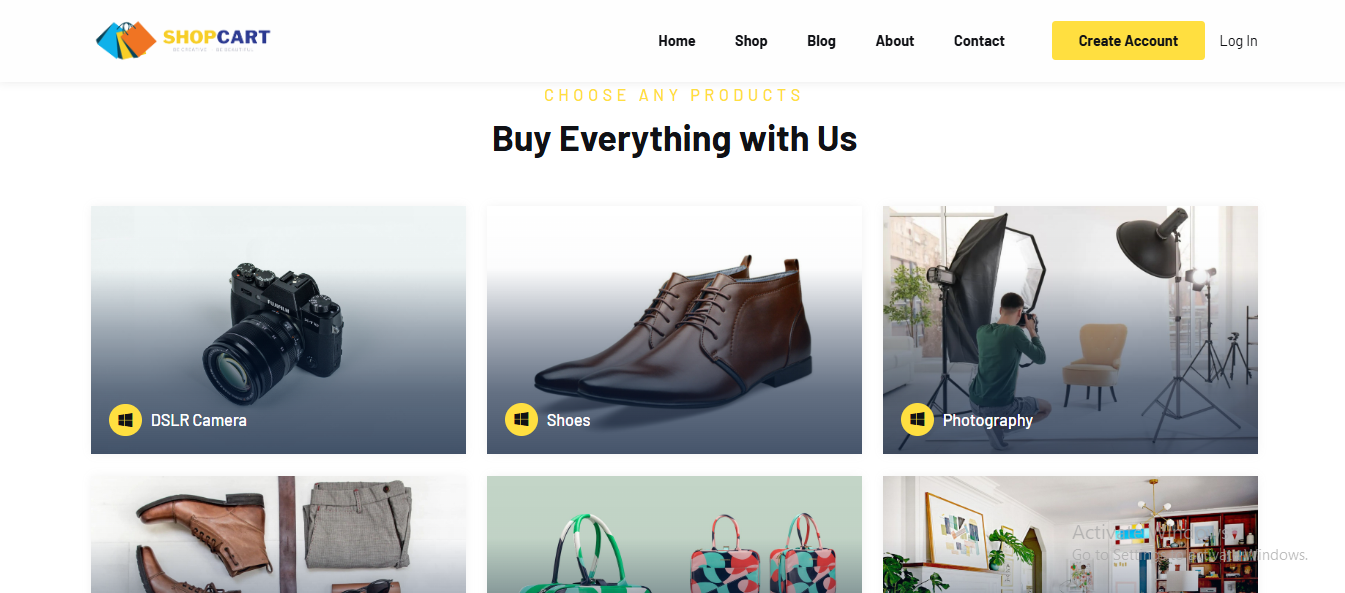 SHOPCART
BE CREATIVE BE BEAUTIFUL
Home
Shop
Blog
About
Contact
Create Account
Log In
CHOOSE ANY PRODUCTS
Buy Everything with Us
FUJIFILM
DSLR Camera
Shoes
Photography
Activate Windows
Go to Settings to activate Windows.